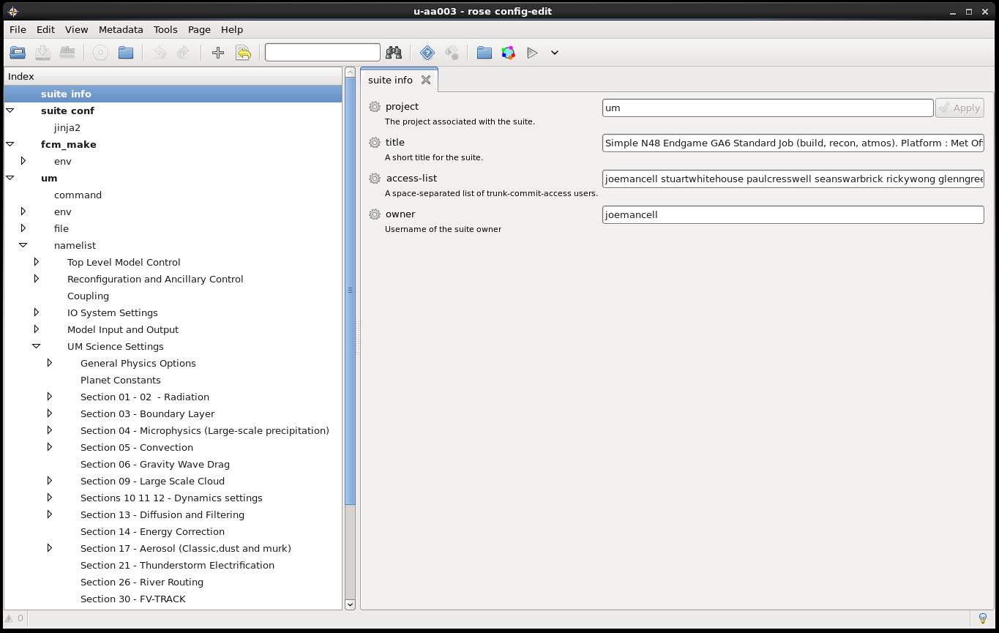 u-aa003 - rose config-edit
File Edit View Metadata Tools Page Help
Abc
Index
suite info
suite conf
jinja2
fcm_make
env
um
command
env
file
namelist
Top Level Model Control
Reconfiguration and Ancillary Control
Coupling
IO System Settings
Model Input and Output
UM Science Settings
General Physics Options
Planet Constants
Section 01 - 02  - Radiation
Section 03 - Boundary Layer
Section 04 - Microphysics (Large-scale precipitation)
Section 05 - Convection
Section 06 - Gravity Wave Drag
Section 09 - Large Scale Cloud
Sections 10 11 12 - Dynamics settings
Section 13 - Diffusion and Filtering
Section 14 - Energy Correction
Section 17 - Aerosol (Classic,dust and murk)
Section 21 - Thunderstorm Electrification
Section 26 - River Routing
Section 30 - FV-TRACK
suite info
project um Apply
The project associated with the suite.
title Simple N48 Endgame GA6 Standard Job (build, recon, atmos). Platform : Met
A short title for the suite.
access-list joemancell stuartwhitehouse paulcresswell seanswarbrick rickywong
A space-separated list of trunk-commit-access users.
owner joemancell
Username of the suite owner
0